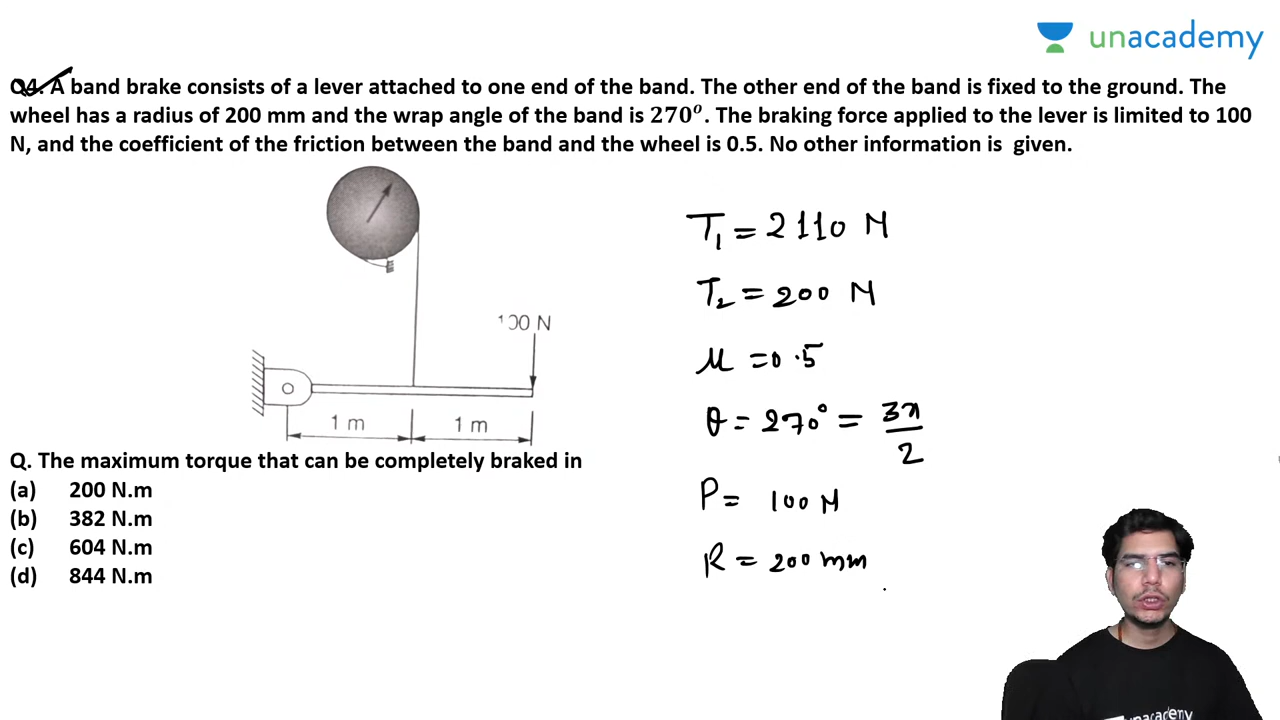 unacademy
Q4. A band brake consists of a lever attached to one end of the band. The other end of the band is fixed to the ground. The
wheel has a radius of 200 mm and the wrap angle of the band is 270°. The braking force applied to the lever is limited to 100
N, and the coefficient of the friction between the band and the wheel is 0.5. No other information is given.
100 N
1 m
1 m
Q. The maximum torque that can be completely braked in
(a) 200 N.m
(b) 382 N.m
(c) 604 N.m
(d) 844 N.m
T₁ = 2110 N
T₂ = 200 N
μ = 0.5
θ = 270° = 3π/2
P = 100 N
R = 200 mm
unacademy